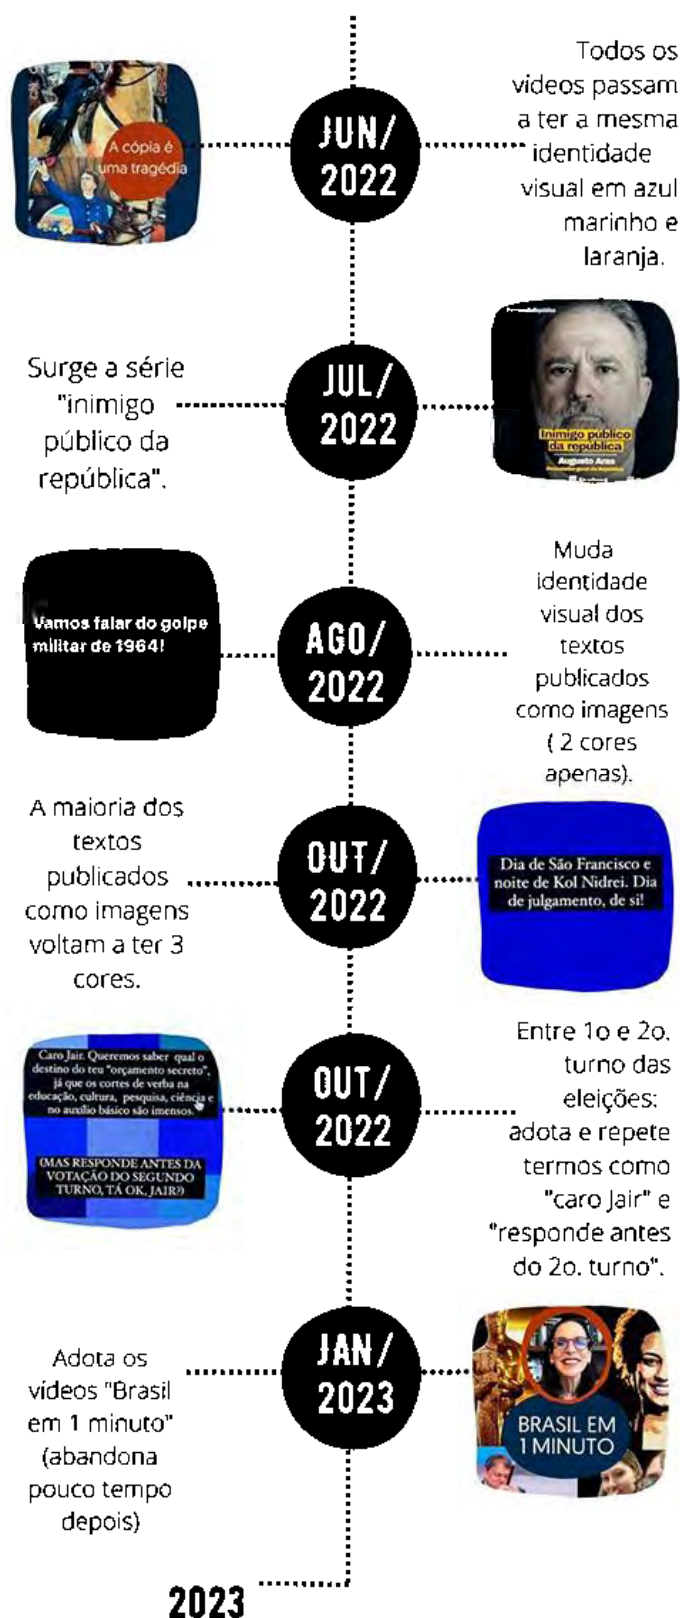 A cópia é
uma tragédia
JUN/
2022
Todos os
vídeos passam
a ter a mesma
identidade
visual em azul
marinho e
laranja.
Surge a série
"inimigo
público da
república".
JUL/
2022
Inimigo público
da república
Augusto Aras
Procurador-geral da República
Vamos falar do golpe
militar de 1964!
AGO/
2022
Muda
identidade
visual dos
textos
publicados
como imagens
( 2 cores
apenas).
A maioria dos
textos
publicados
como imagens
voltam a ter 3
cores.
OUT/
2022
Dia de São Francisco e
noite de Kol Nidrei. Dia
de julgamento, de si!
Caro Jair. Queremos saber qual o
destino do teu "orçamento secreto",
já que os cortes de verba na
educação, cultura, pesquisa, ciência e
no auxílio básico são imensos.
(MAS RESPONDE ANTES DA
VOTAÇÃO DO SEGUNDO
TURNO, TÁ OK, JAIR?)
OUT/
2022
Entre 1o e 2o.
turno das
eleições:
adota e repete
termos como
"caro Jair" e
"responde antes
do 2o. turno".
Adota os
vídeos "Brasil
em 1 minuto"
(abandona
pouco tempo
depois)
JAN/
2023
BRASIL EM
1 MINUTO
2023